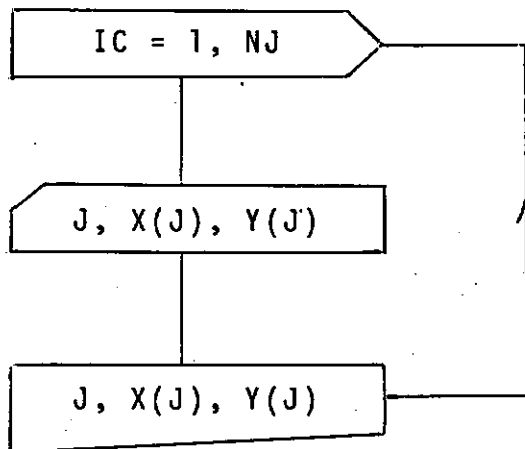 IC = 1, NJ
J, X(J), Y(J)
J, X(J), Y(J)